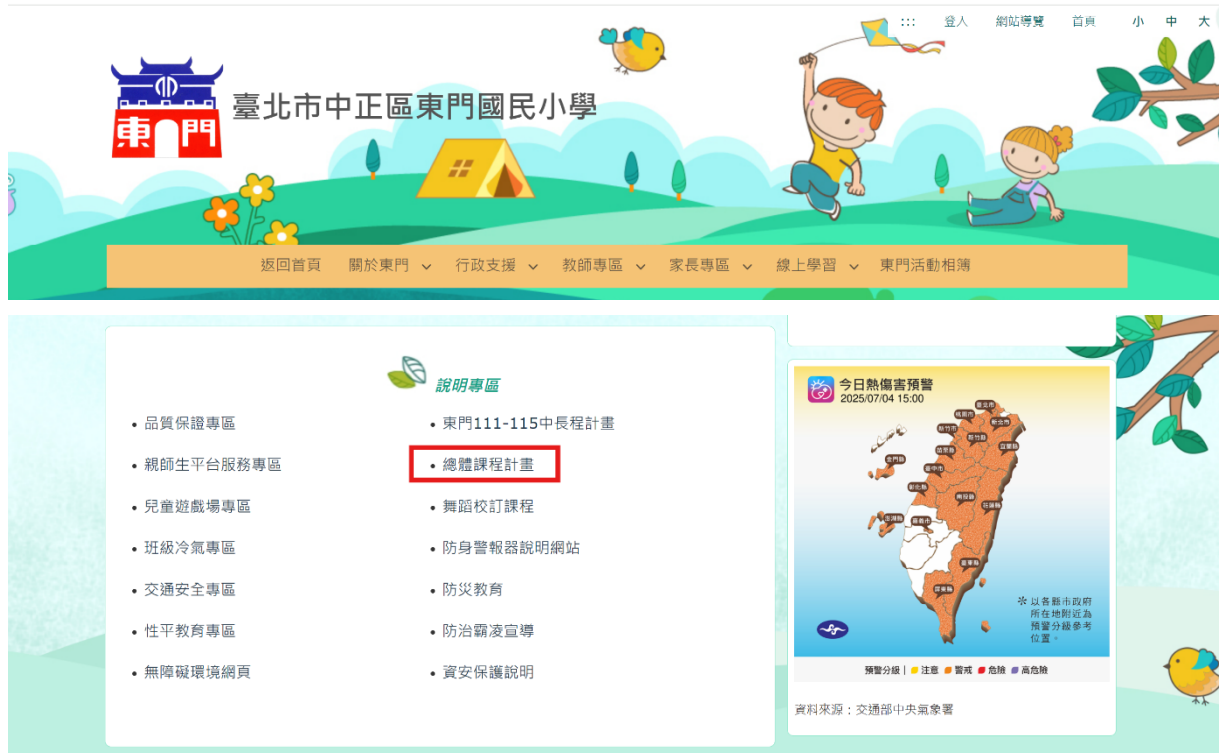 ::: 登入 網站導覽 首頁 小 中 大
東門
臺北市中正區東門國民小學
返回首頁 關於東門 行政支援 教師專區 家長專區 線上學習 東門活動相簿
說明專區
• 品質保證專區
• 親師生平台服務專區
• 兒童遊戲場專區
• 班級冷氣專區
• 交通安全專區
• 性平教育專區
• 無障礙環境網頁
• 東門111-115中長程計畫
• 總體課程計畫
• 舞蹈校訂課程
• 防身警報器說明網站
• 防災教育
• 防治霸凌宣導
• 資安保護說明
今日熱傷害預警
2025/07/04 15:00
臺北市
桃園市
新北市
新竹市
新竹縣
宜蘭縣
苗栗縣
金門縣
臺中市
彰化縣
南投縣
花蓮縣
澎湖縣
嘉義市
臺東縣
屏東縣
※ 以各縣市政府
所在地附近為
預警分級參考
位置。
預警分級 | 注意 警戒 危險 高危險
資料來源：交通部中央氣象署